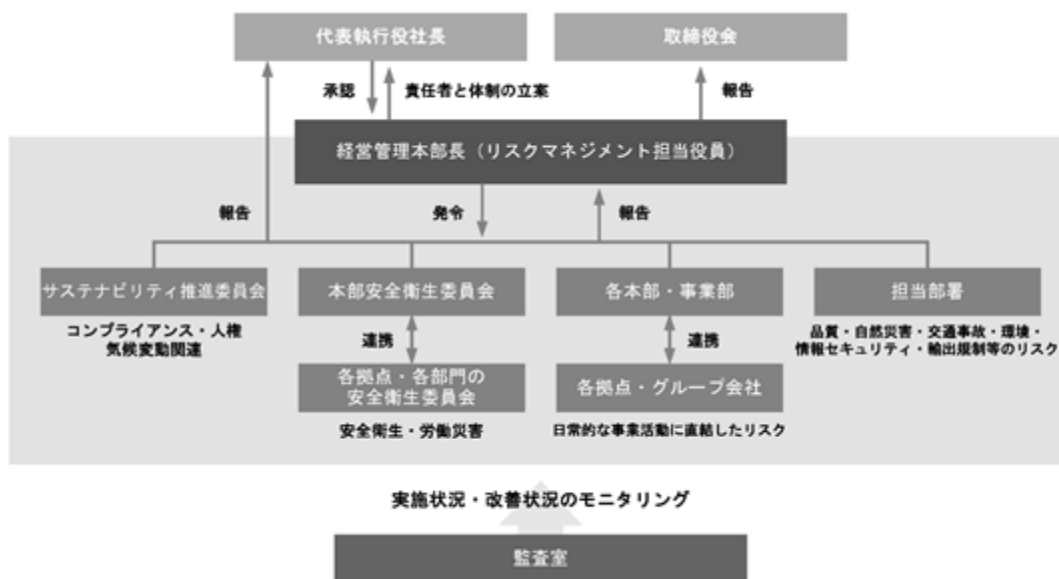 代表執行役社長
取締役会
承認
責任者と体制の立案
報告
経営管理本部長（リスクマネジメント担当役員）
報告
発令
報告
サステナビリティ推進委員会
本部安全衛生委員会
各本部・事業部
担当部署
コンプライアンス・人権
気候変動関連
連携
連携
品質・自然災害・交通事故・環境・
情報セキュリティ・輸出規制等のリスク
各拠点・各部門の
安全衛生委員会
各拠点・グループ会社
安全衛生・労働災害
日常的な事業活動に直結したリスク
実施状況・改善状況のモニタリング
監査室